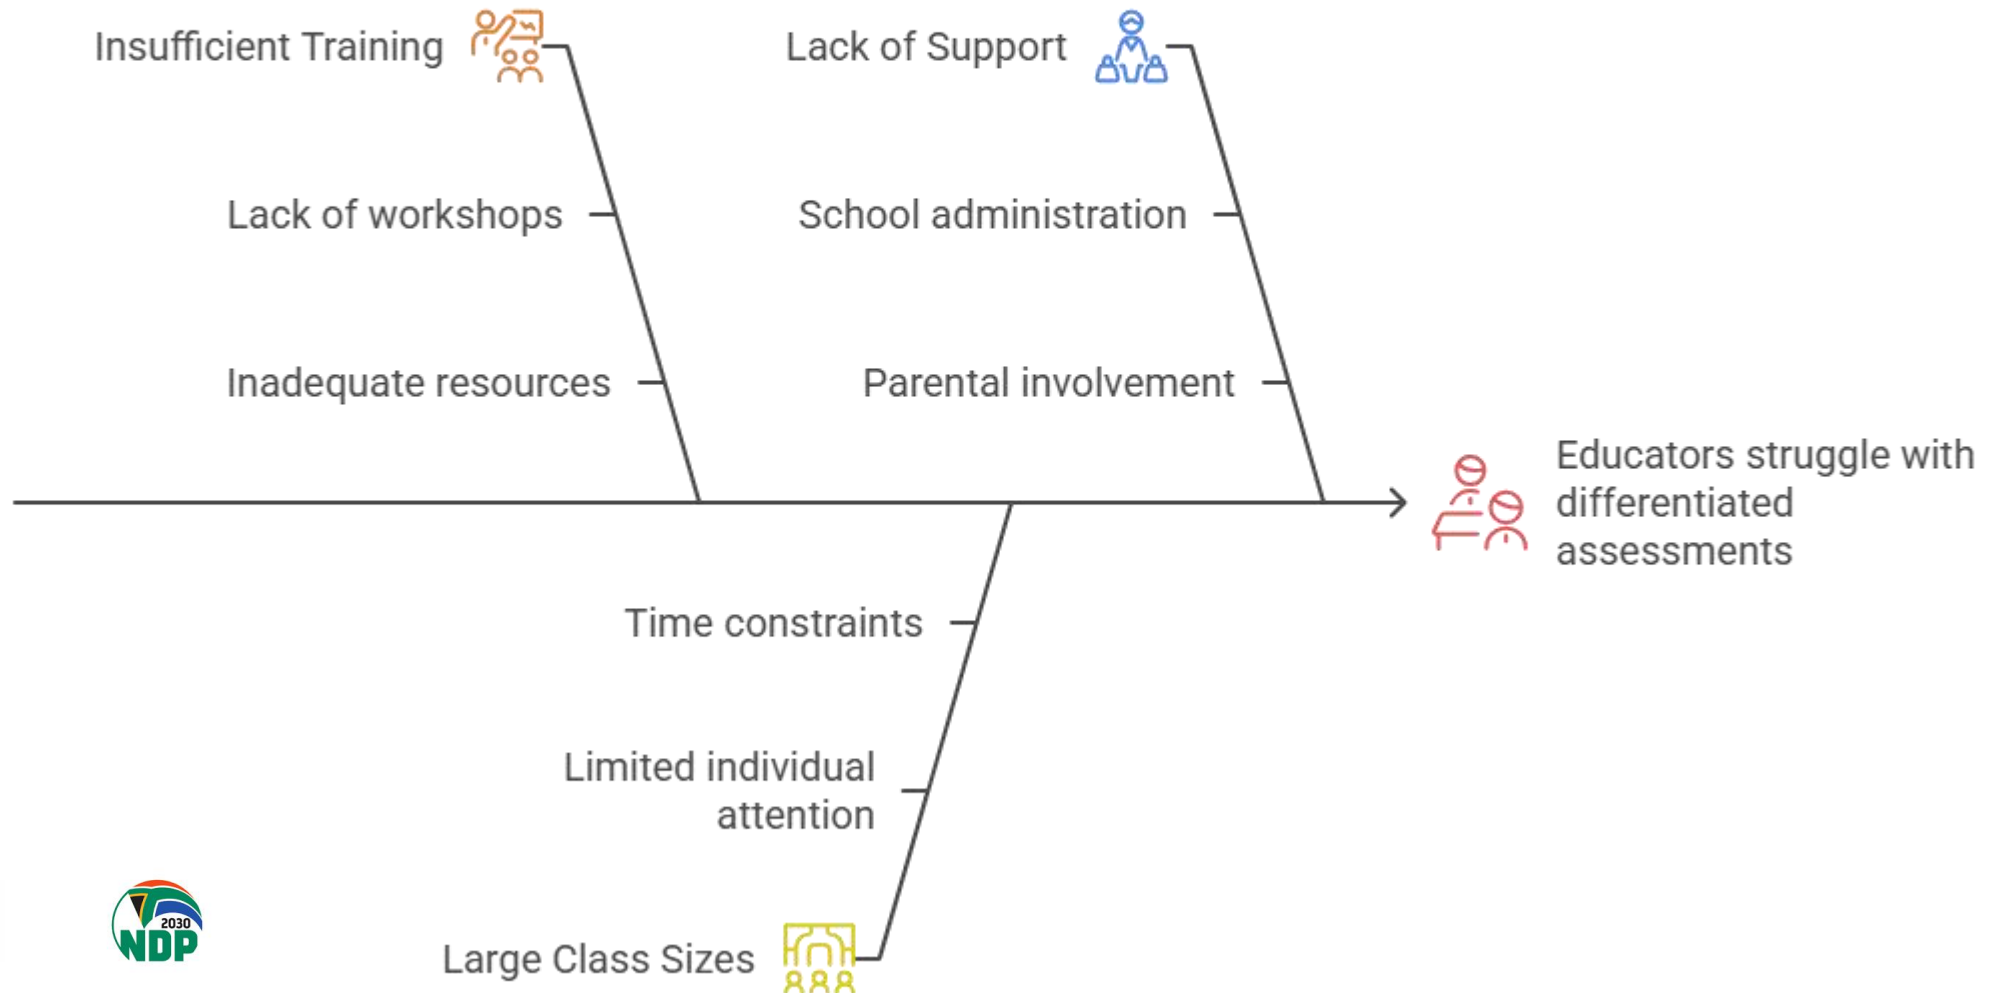 Insufficient Training
Lack of workshops
Inadequate resources
Lack of Support
School administration
Parental involvement
Educators struggle with
differentiated
assessments
Time constraints
Limited individual
attention
Large Class Sizes
2030
NDP